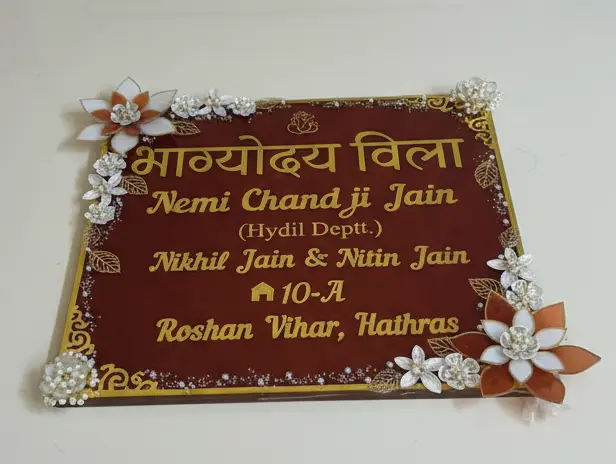 भाग्योदय विला
Nemi Chand ji Jain
(Hydil Deptt.)
Nikhil Jain & Nitin Jain
10-A
Roshan Vihar, Hathras